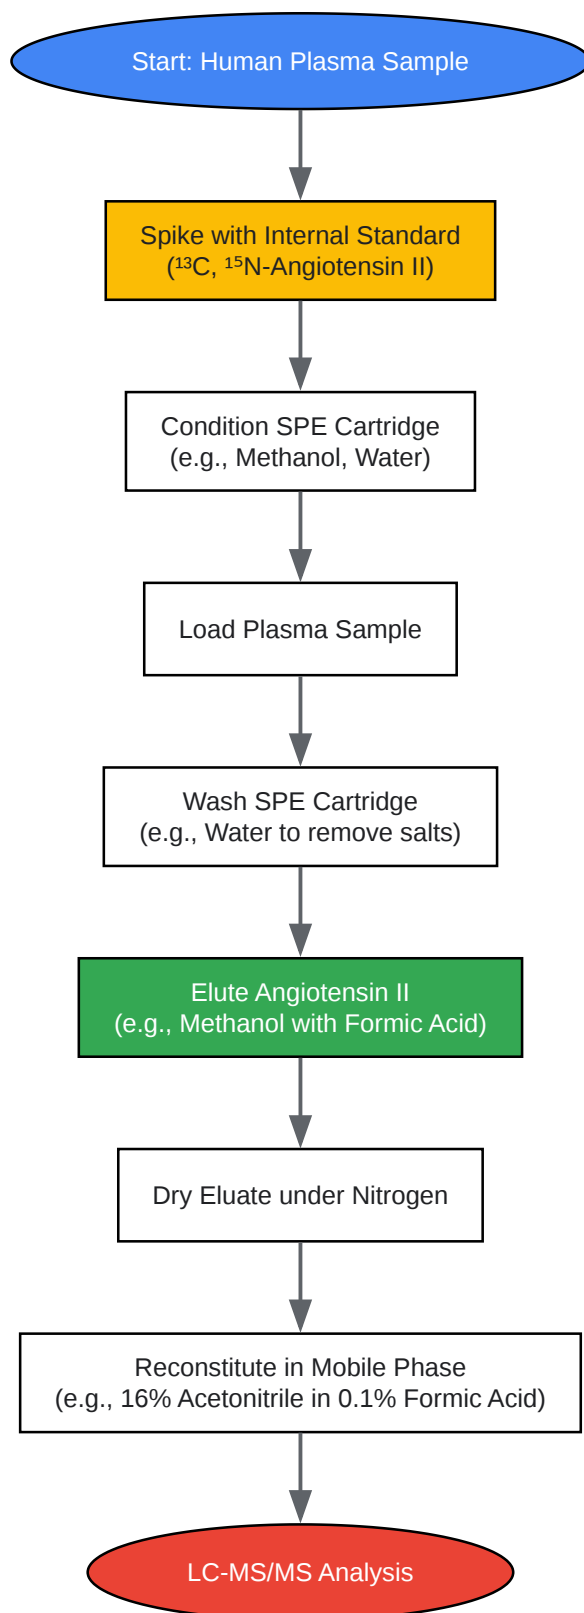 Start: Human Plasma Sample
Spike with Internal Standard
(¹³C, ¹⁵N-Angiotensin II)
Condition SPE Cartridge
(e.g., Methanol, Water)
Load Plasma Sample
Wash SPE Cartridge
(e.g., Water to remove salts)
Elute Angiotensin II
(e.g., Methanol with Formic Acid)
Dry Eluate under Nitrogen
Reconstitute in Mobile Phase
(e.g., 16% Acetonitrile in 0.1% Formic Acid)
LC-MS/MS Analysis